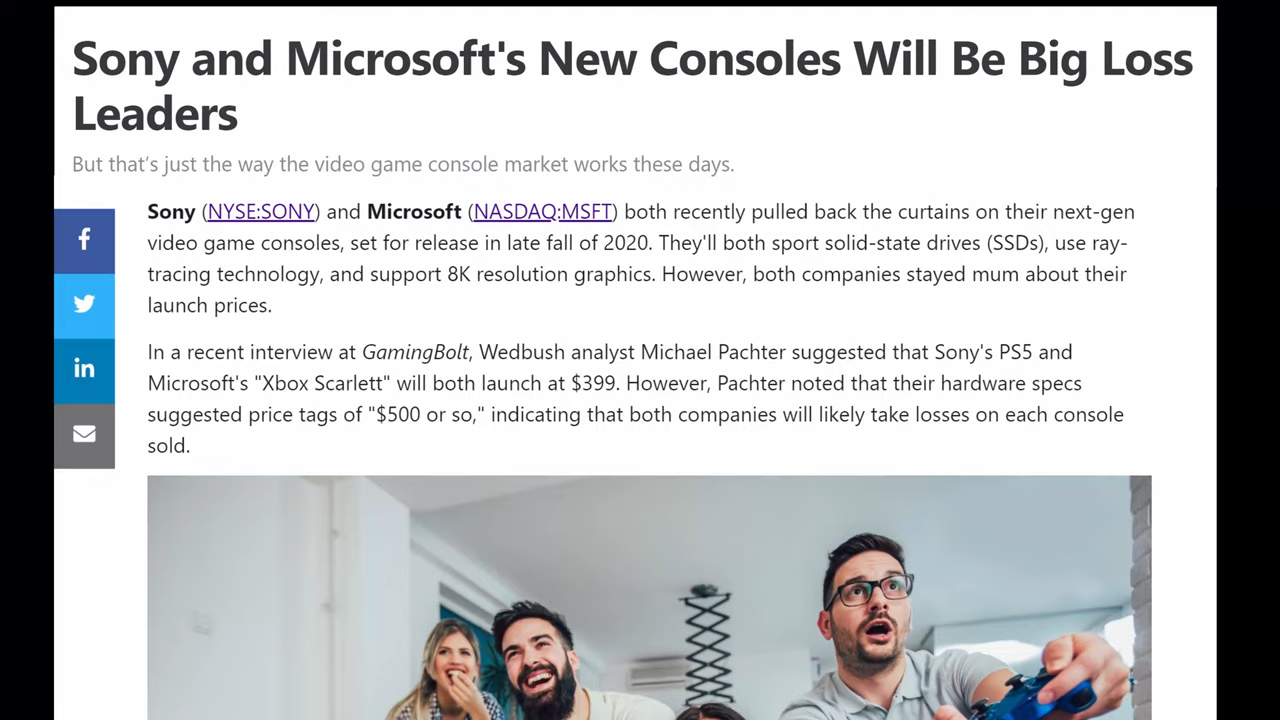 Sony and Microsoft's New Consoles Will Be Big Loss
Leaders
But that's just the way the video game console market works these days.
Sony (NYSE:SONY) and Microsoft (NASDAQ:MSFT) both recently pulled back the curtains on their next-gen
video game consoles, set for release in late fall of 2020. They'll both sport solid-state drives (SSDs), use ray-
tracing technology, and support 8K resolution graphics. However, both companies stayed mum about their
launch prices.
In a recent interview at GamingBolt, Wedbush analyst Michael Pachter suggested that Sony's PS5 and
Microsoft's "Xbox Scarlett" will both launch at $399. However, Pachter noted that their hardware specs
suggested price tags of "$500 or so," indicating that both companies will likely take losses on each console
sold.